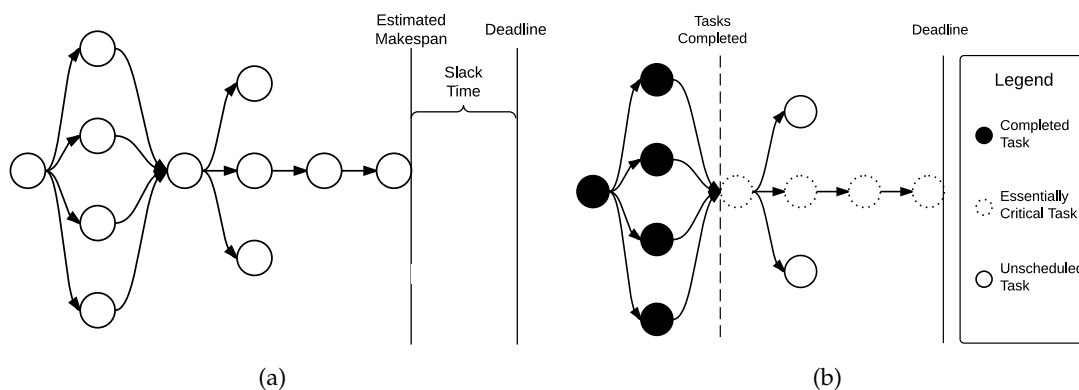 Estimated
Makespan
Deadline
Slack
Time
(a)
Tasks
Completed
Deadline
Legend
Completed
Task
Essentially
Critical Task
Unscheduled
Task
(b)